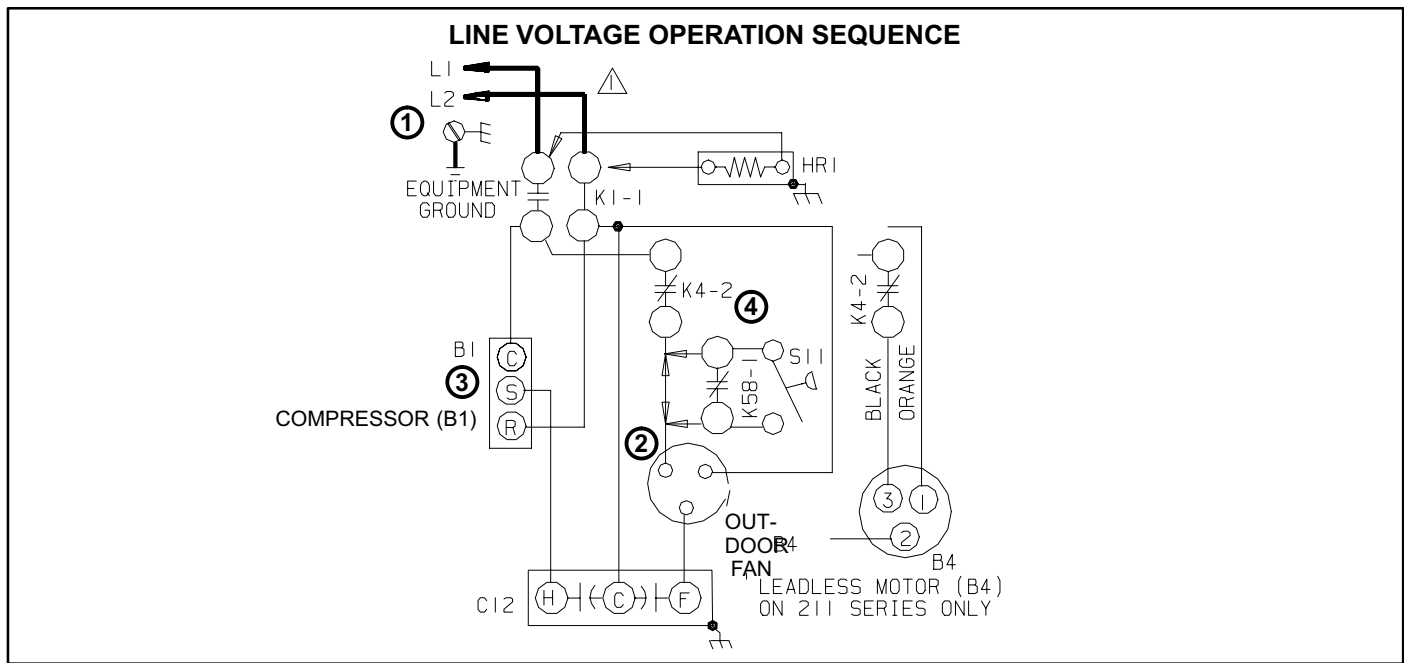 LINE VOLTAGE OPERATION SEQUENCE
L1
L2
1
1
HR1
EQUIPMENT
GROUND
K1-1
K4-2
4
K4-2
S11
K58-1
BLACK
ORANGE
B1
C
3
S
COMPRESSOR (B1)
R
2
3
1
2
OUT-
DOOR
B4
FAN
B4
LEADLESS MOTOR (B4)
ON 211 SERIES ONLY
C12
H
C
F